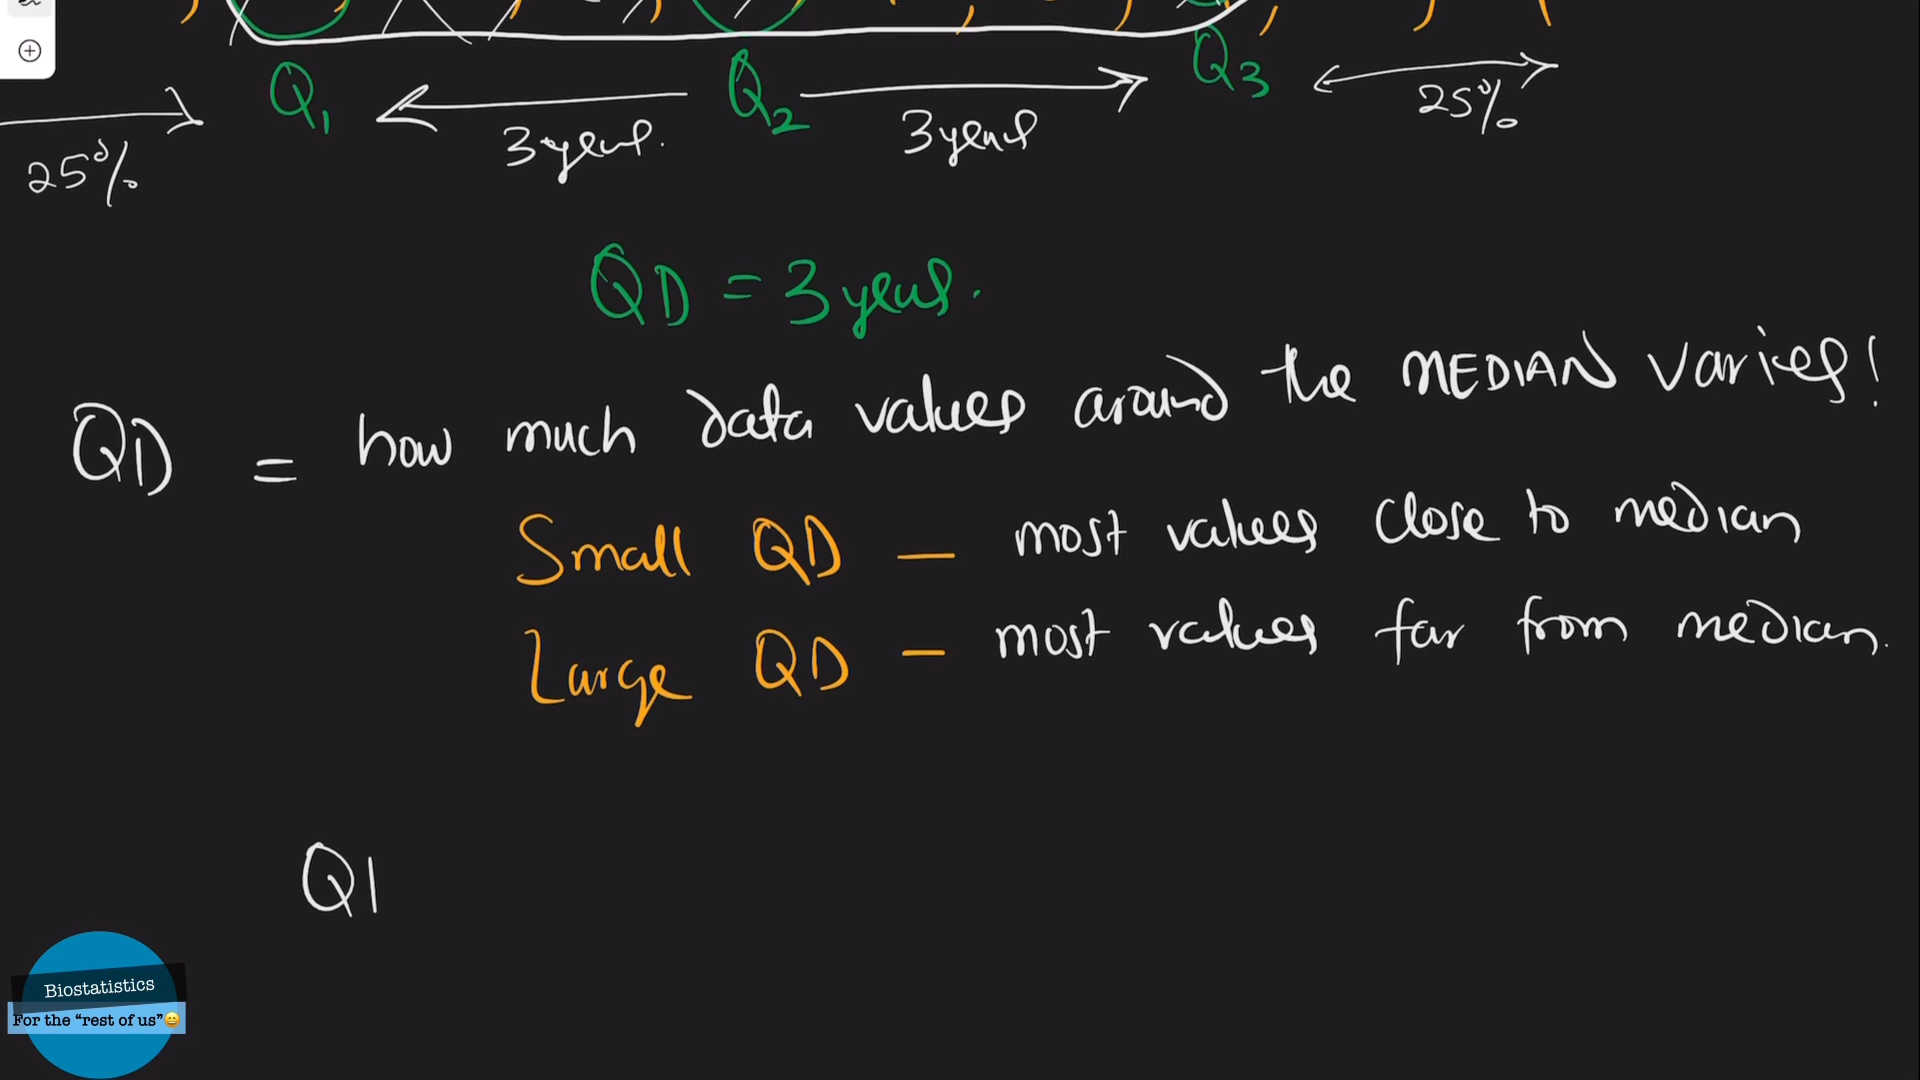 Q1 Q2 Q3
25% 3 years. 3 years 25%
QD = 3 years.
QD = how much data values around the MEDIAN varies!
Small QD — most values close to median
Large QD — most values far from median.
Q1
Biostatistics
For the “rest of us”😄